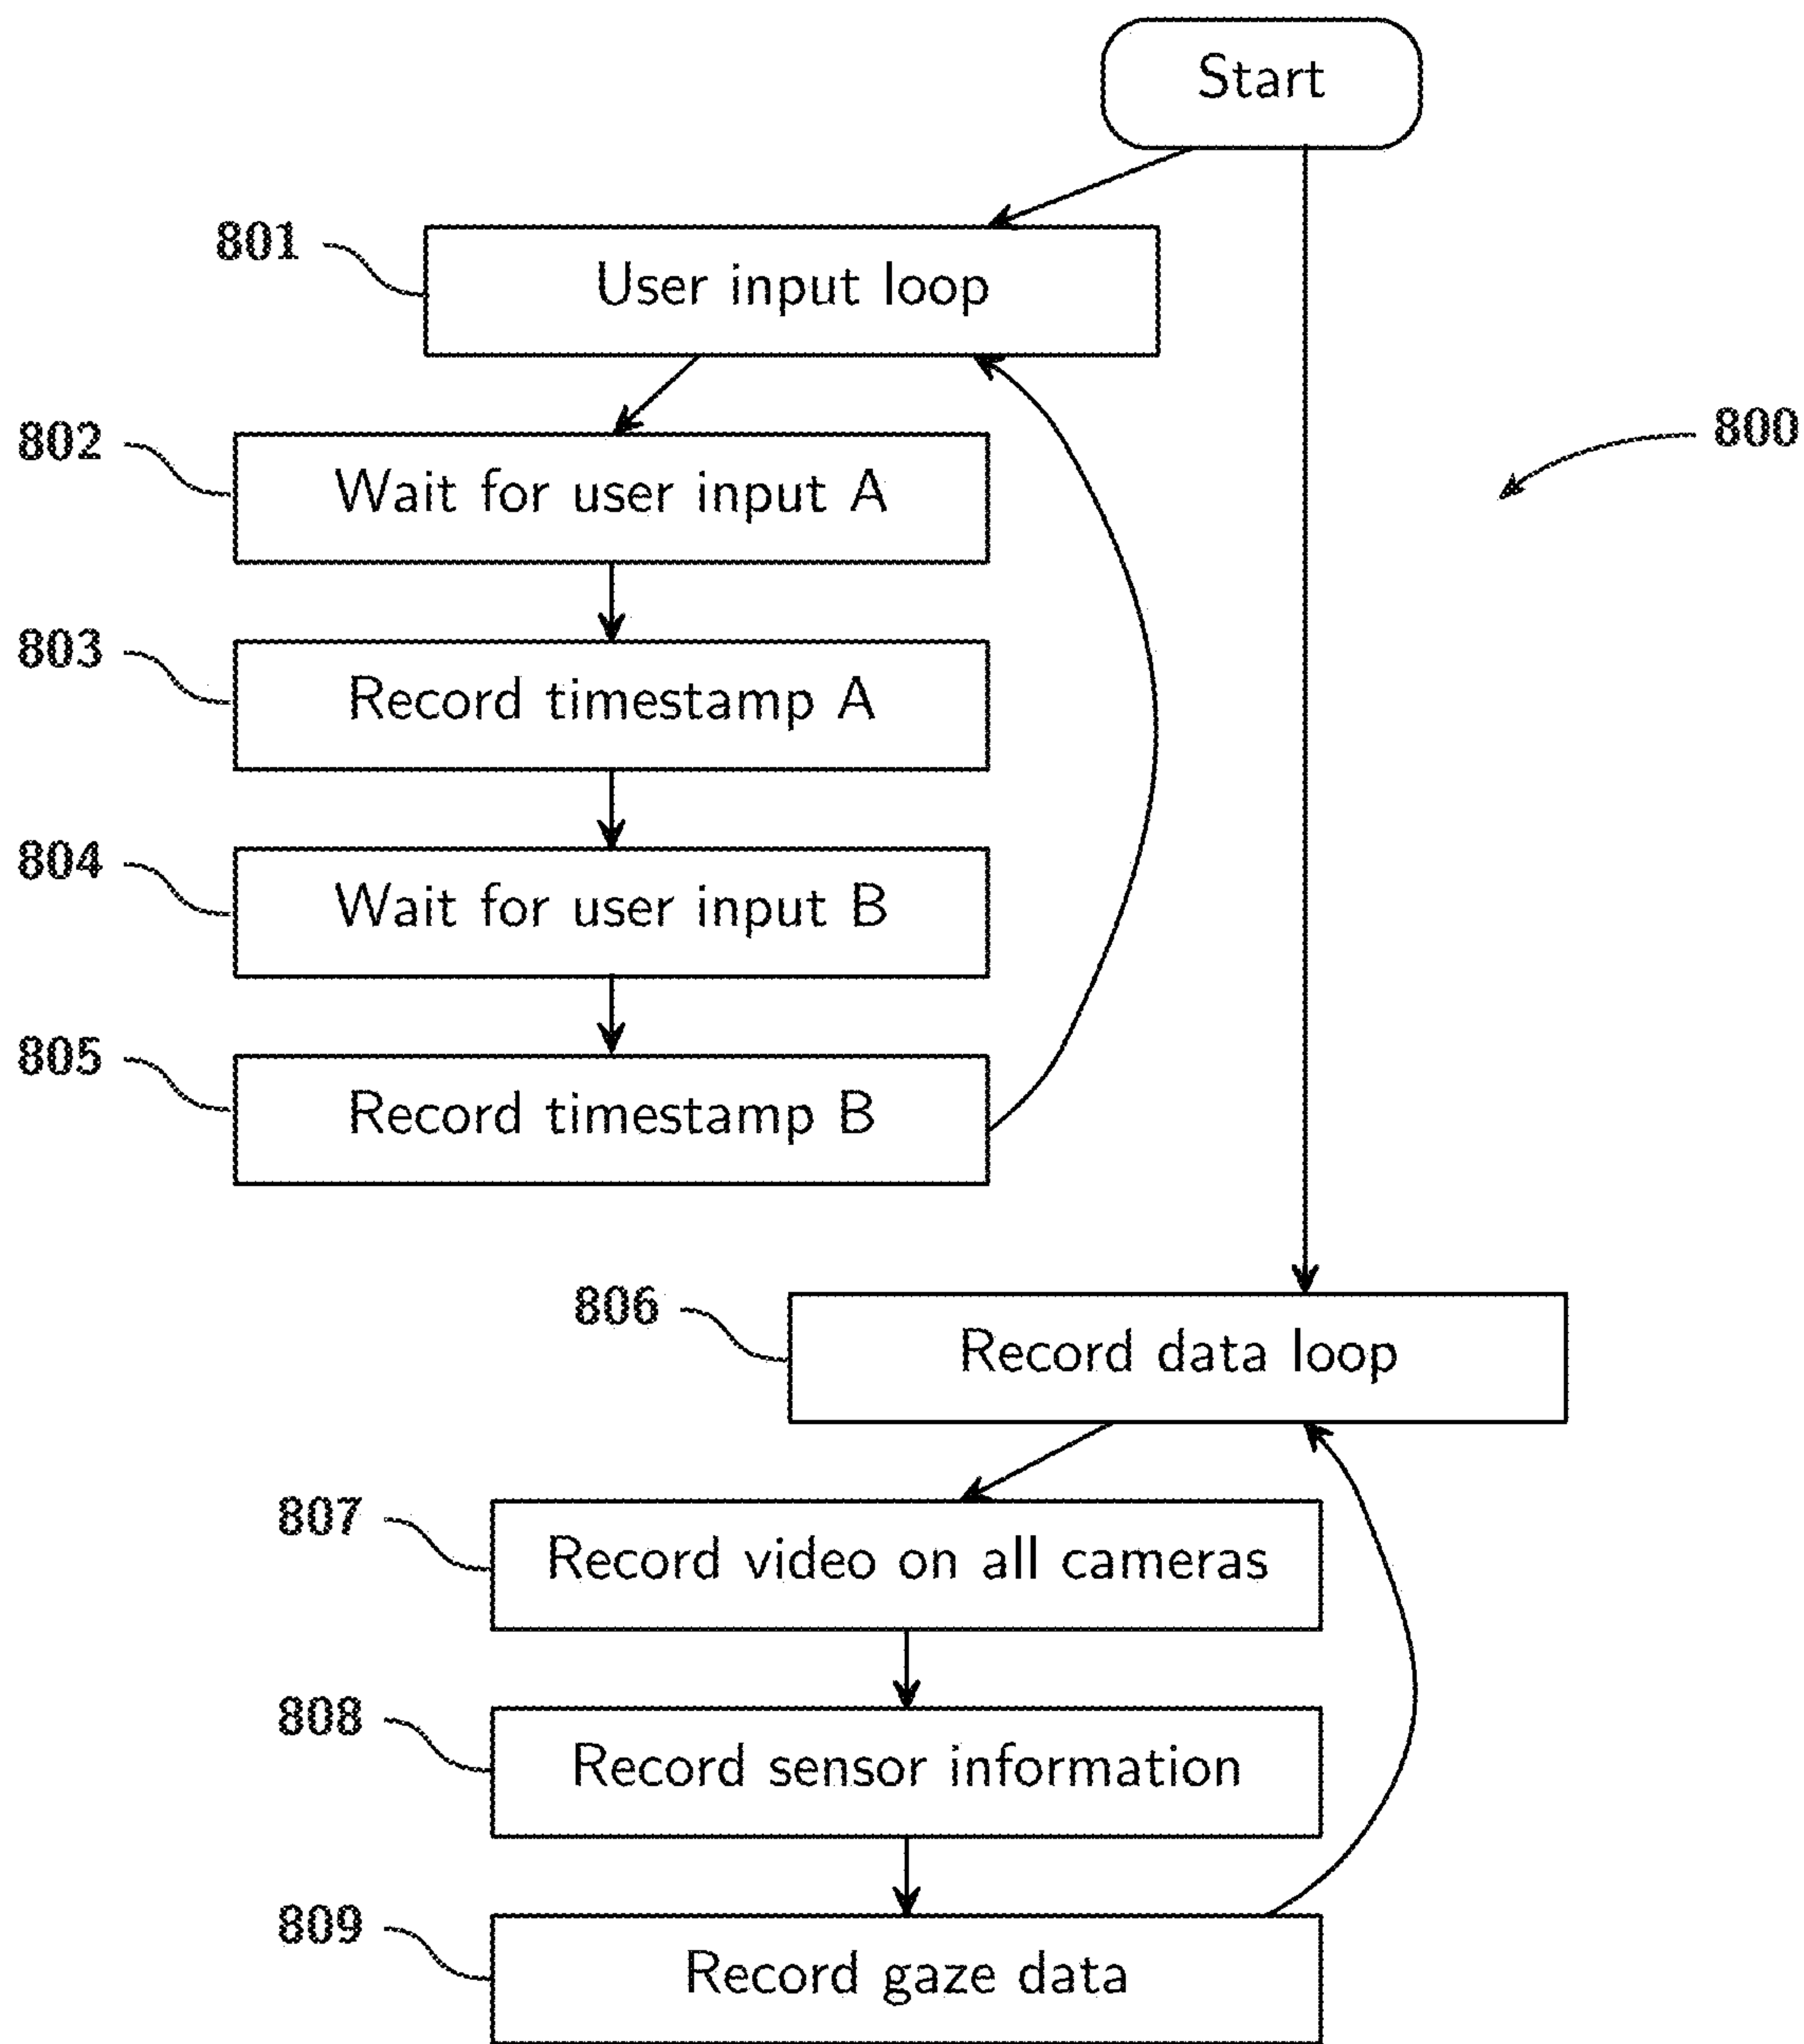 Start
801
User input loop
800
802
Wait for user input A
803
Record timestamp A
804
Wait for user input B
805
Record timestamp B
806
Record data loop
807
Record video on all cameras
808
Record sensor information
809
Record gaze data